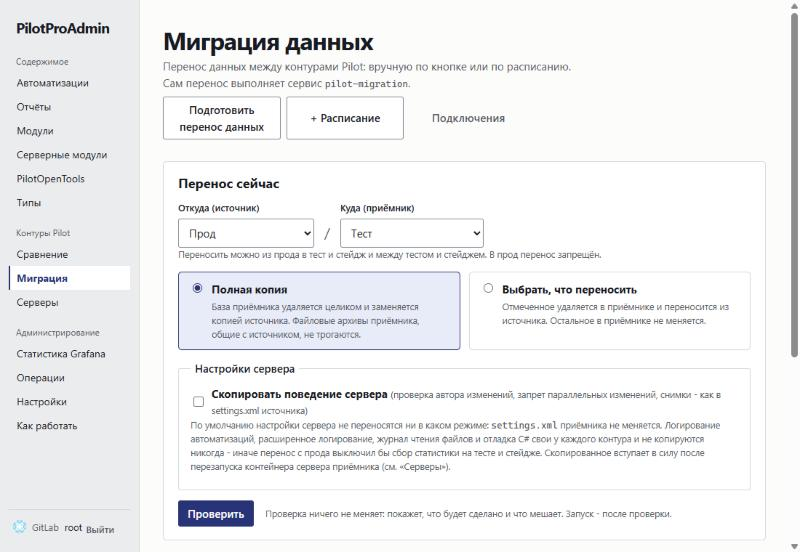 PilotProAdmin
Содержимое
Автоматизации
Отчёты
Модули
Серверные модули
PilotOpenTools
Типы
Контуры Pilot
Сравнение
Миграция
Серверы
Администрирование
Статистика Grafana
Операции
Настройки
Как работать
GitLab root Выйти
Миграция данных
Перенос данных между контурами Pilot: вручную по кнопке или по расписанию.
Сам перенос выполняет сервис pilot-migration.
Подготовить
перенос данных
+ Расписание
Подключения
Перенос сейчас
Откуда (источник)
Куда (приёмник)
Прод / Тест
Переносить можно из прода в тест и стейдж и между тестом и стейджем. В прод перенос запрещён.
Полная копия
База приёмника удаляется целиком и заменяется
копией источника. Файловые архивы приёмника,
общие с источником, не трогаются.
Выбрать, что переносить
Отмеченное удаляется в приёмнике и переносится из
источника. Остальное в приёмнике не меняется.
Настройки сервера
Скопировать поведение сервера (проверка автора изменений, запрет параллельных изменений, снимки - как в
settings.xml источника)
По умолчанию настройки сервера не переносятся ни в каком режиме: settings.xml приёмника не меняется. Логирование
автоматизаций, расширенное логирование, журнал чтения файлов и отладка C# свои у каждого контура и не копируются
никогда - иначе перенос с прода выключил бы сбор статистики на тесте и стейдже. Скопированное вступает в силу после
перезапуска контейнера сервера приёмника (см. «Серверы»).
Проверить
Проверка ничего не меняет: покажет, что будет сделано и что мешает. Запуск - после проверки.